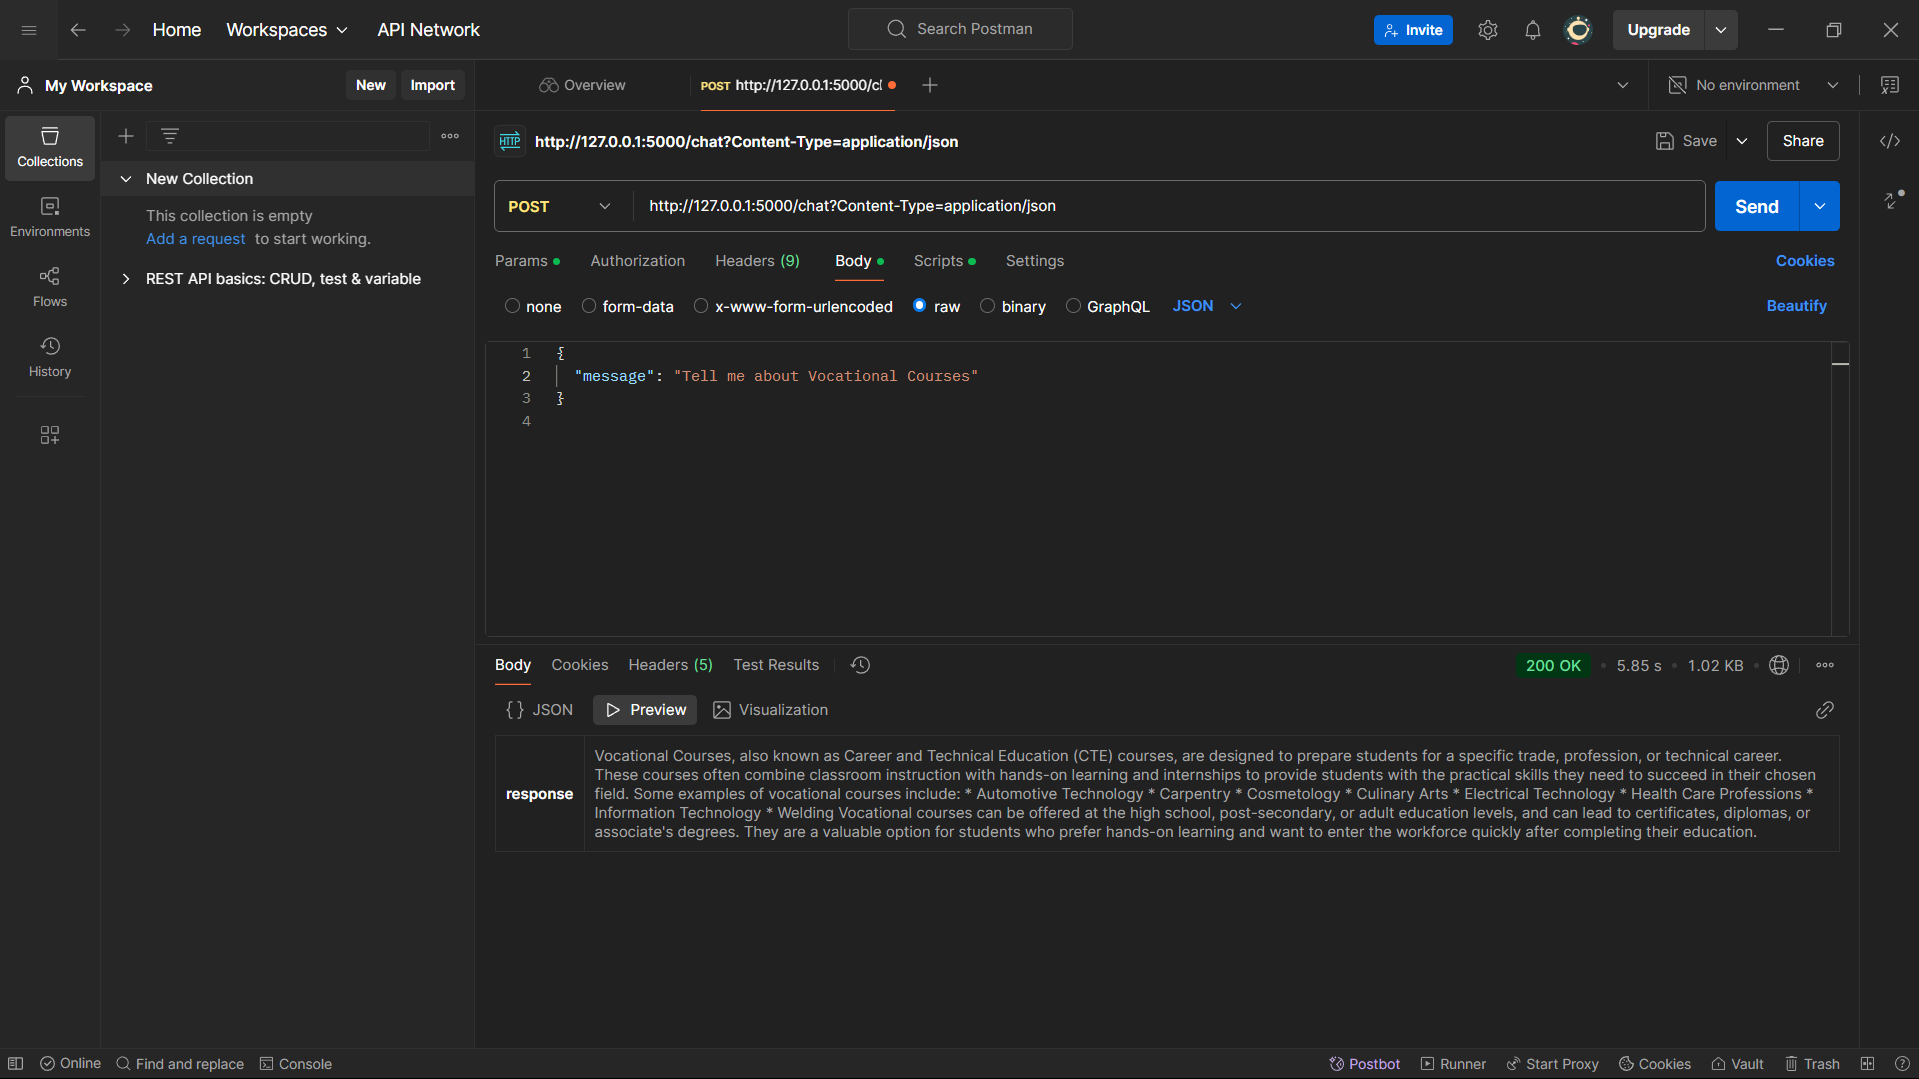 Home Workspaces API Network Search Postman Invite Upgrade
My Workspace New Import Overview POST http://127.0.0.1:5000/cl No environment
http://127.0.0.1:5000/chat?Content-Type=application/json Save Share
Collections
New Collection
This collection is empty
Add a request to start working.
REST API basics: CRUD, test & variable
Environments
Flows
History
POST http://127.0.0.1:5000/chat?Content-Type=application/json Send
Params Authorization Headers (9) Body Scripts Settings Cookies
none form-data x-www-form-urlencoded raw binary GraphQL JSON Beautify
1 {
2 "message": "Tell me about Vocational Courses"
3 }
4
Body Cookies Headers (5) Test Results 200 OK 5.85 s 1.02 KB
{} JSON Preview Visualization
response
Vocational Courses, also known as Career and Technical Education (CTE) courses, are designed to prepare students for a specific trade, profession, or technical career.
These courses often combine classroom instruction with hands-on learning and internships to provide students with the practical skills they need to succeed in their chosen
field. Some examples of vocational courses include: * Automotive Technology * Carpentry * Cosmetology * Culinary Arts * Electrical Technology * Health Care Professions *
Information Technology * Welding Vocational courses can be offered at the high school, post-secondary, or adult education levels, and can lead to certificates, diplomas, or
associate's degrees. They are a valuable option for students who prefer hands-on learning and want to enter the workforce quickly after completing their education.
Online Find and replace Console Postbot Runner Start Proxy Cookies Vault Trash